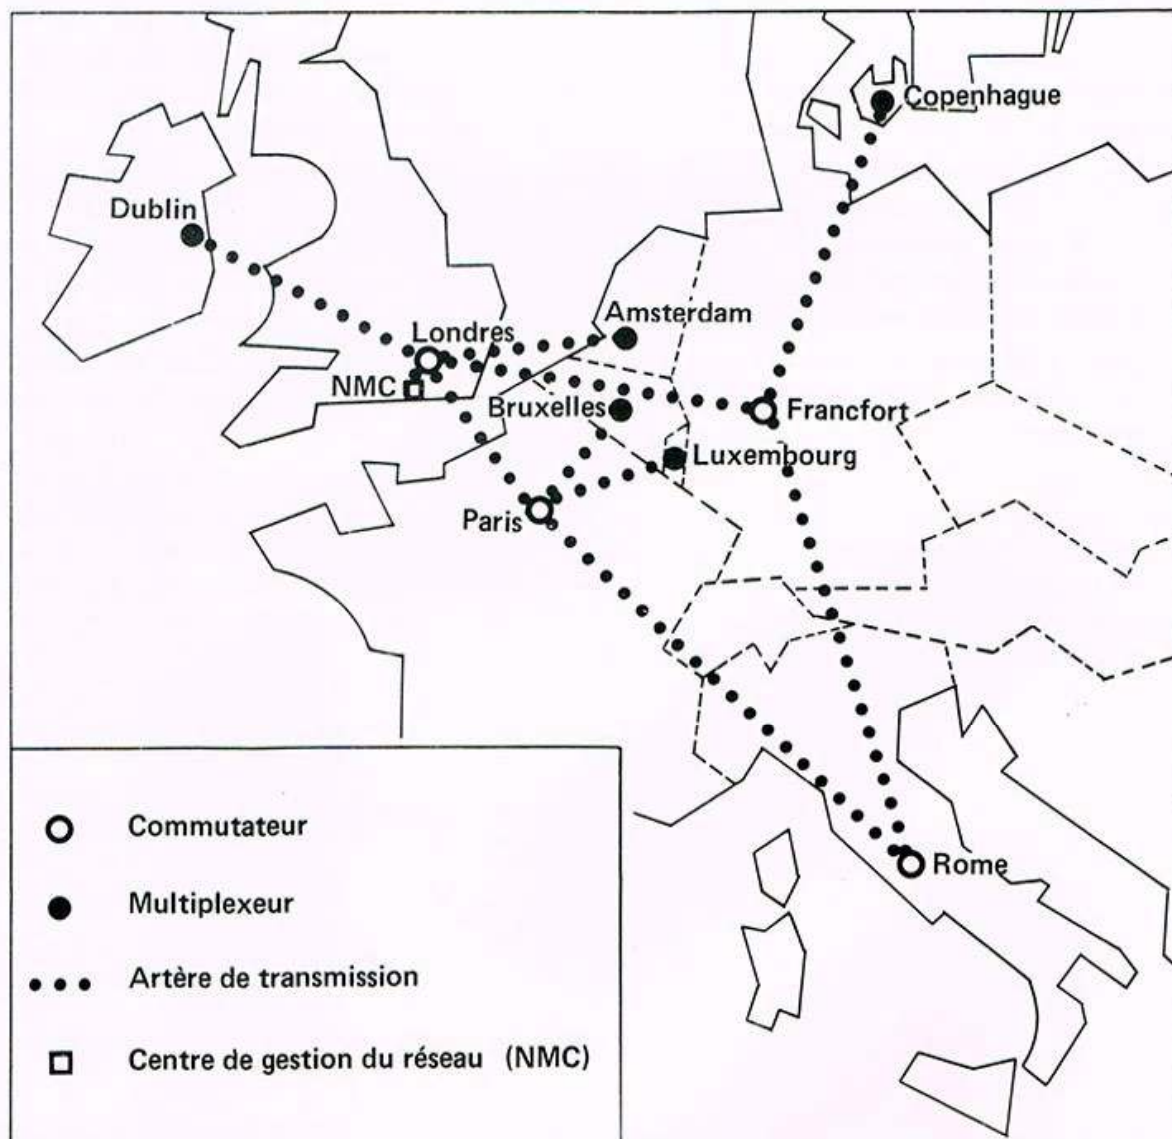 Copenhague
Dublin
Amsterdam
Londres
NMC
Bruxelles
Francfort
Luxembourg
Paris
Rome
Commutateur
Multiplexeur
Artère de transmission
Centre de gestion du réseau (NMC)